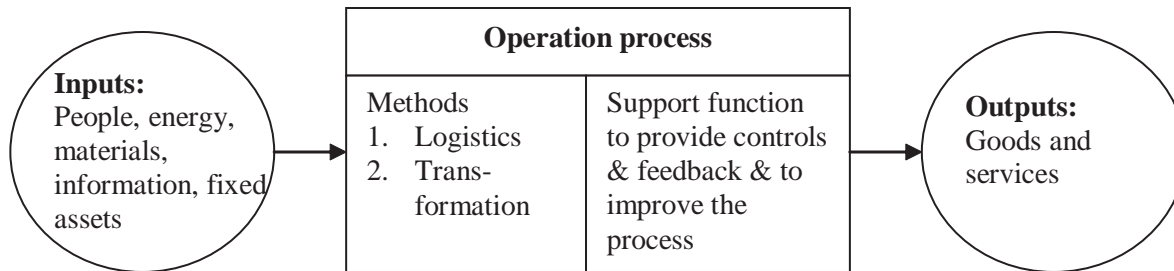 Inputs:
People, energy,
materials,
information, fixed
assets
Operation process
Methods
1. Logistics
2. Trans-
formation
Support function
to provide controls
& feedback & to
improve the
process
Outputs:
Goods and
services